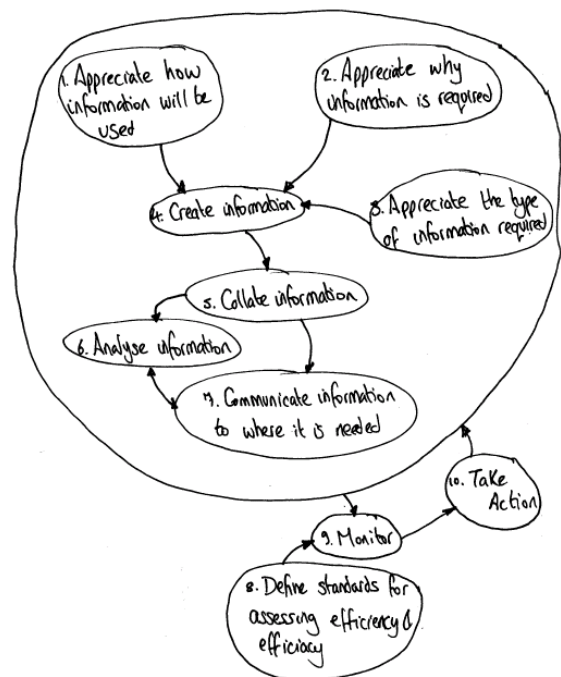 1. Appreciate how
information will be
used
2. Appreciate why
information is required
3. Appreciate the type
of information required
4. Create information
5. Collate information
6. Analyse information
7. Communicate information
to where it is needed
10. Take
Action
9. Monitor
8. Define standards for
assessing efficiency &
efficiacy